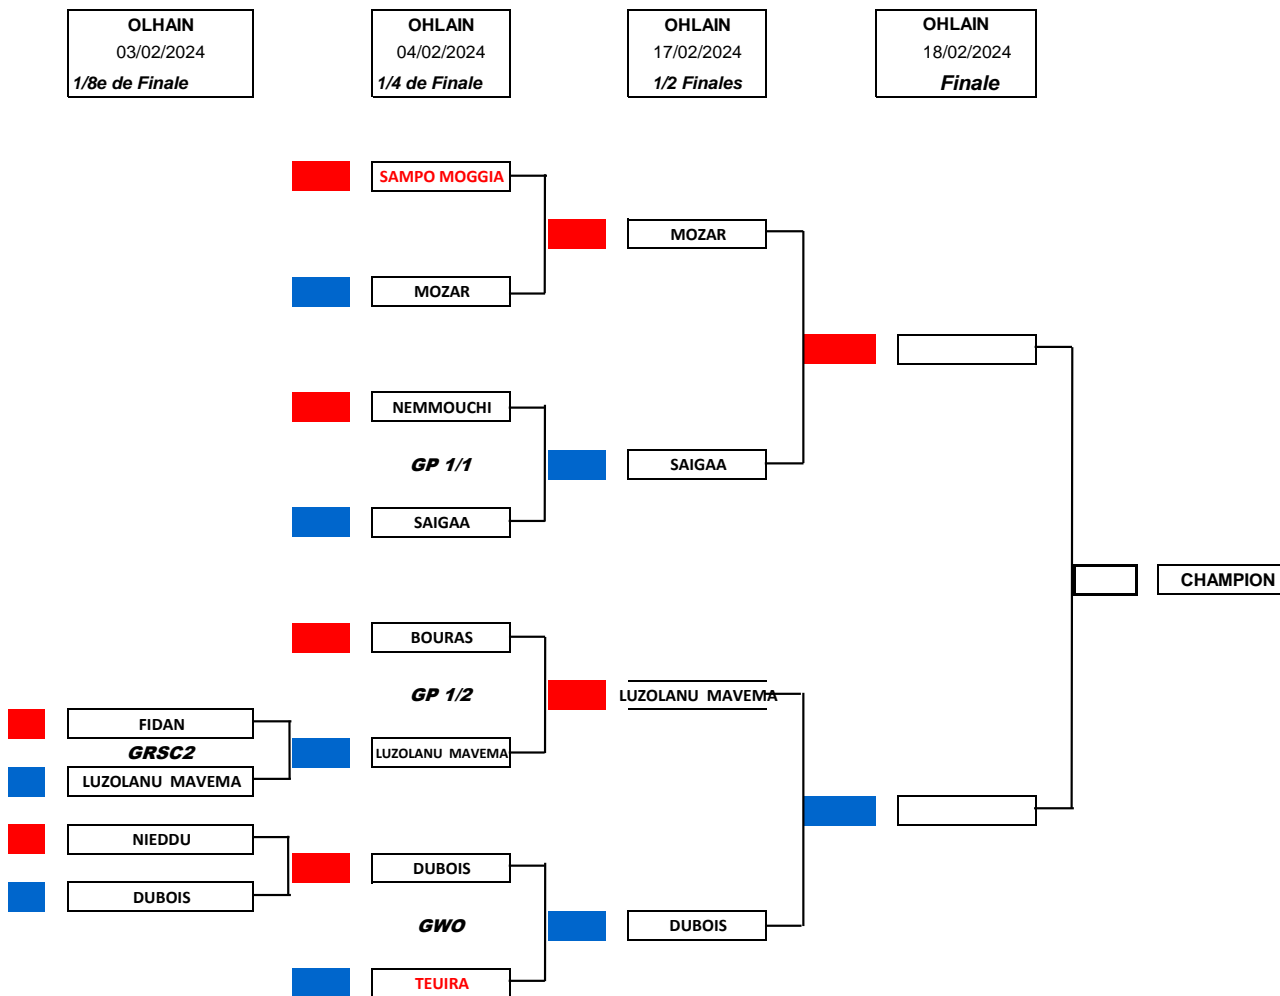 OLHAIN
03/02/2024
1/8e de Finale
OHLAIN
04/02/2024
1/4 de Finale
OHLAIN
17/02/2024
1/2 Finales
OHLAIN
18/02/2024
Finale
SAMPO MOGGIA
MOZAR
MOZAR
NEMMOUCHI
GP 1/1
SAIGAA
SAIGAA
CHAMPION
BOURAS
GP 1/2
LUZOLANU MAVEMA
FIDAN
GRSC2
LUZOLANU MAVEMA
LUZOLANU MAVEMA
NIEDDU
DUBOIS
DUBOIS
GWO
DUBOIS
TEUIRA